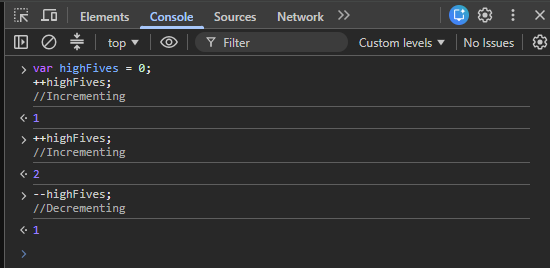 Elements Console Sources Network
top Filter Custom levels No Issues
var highFives = 0;
++highFives;
//Incrementing
1
++highFives;
//Incrementing
2
--highFives;
//Decrementing
1